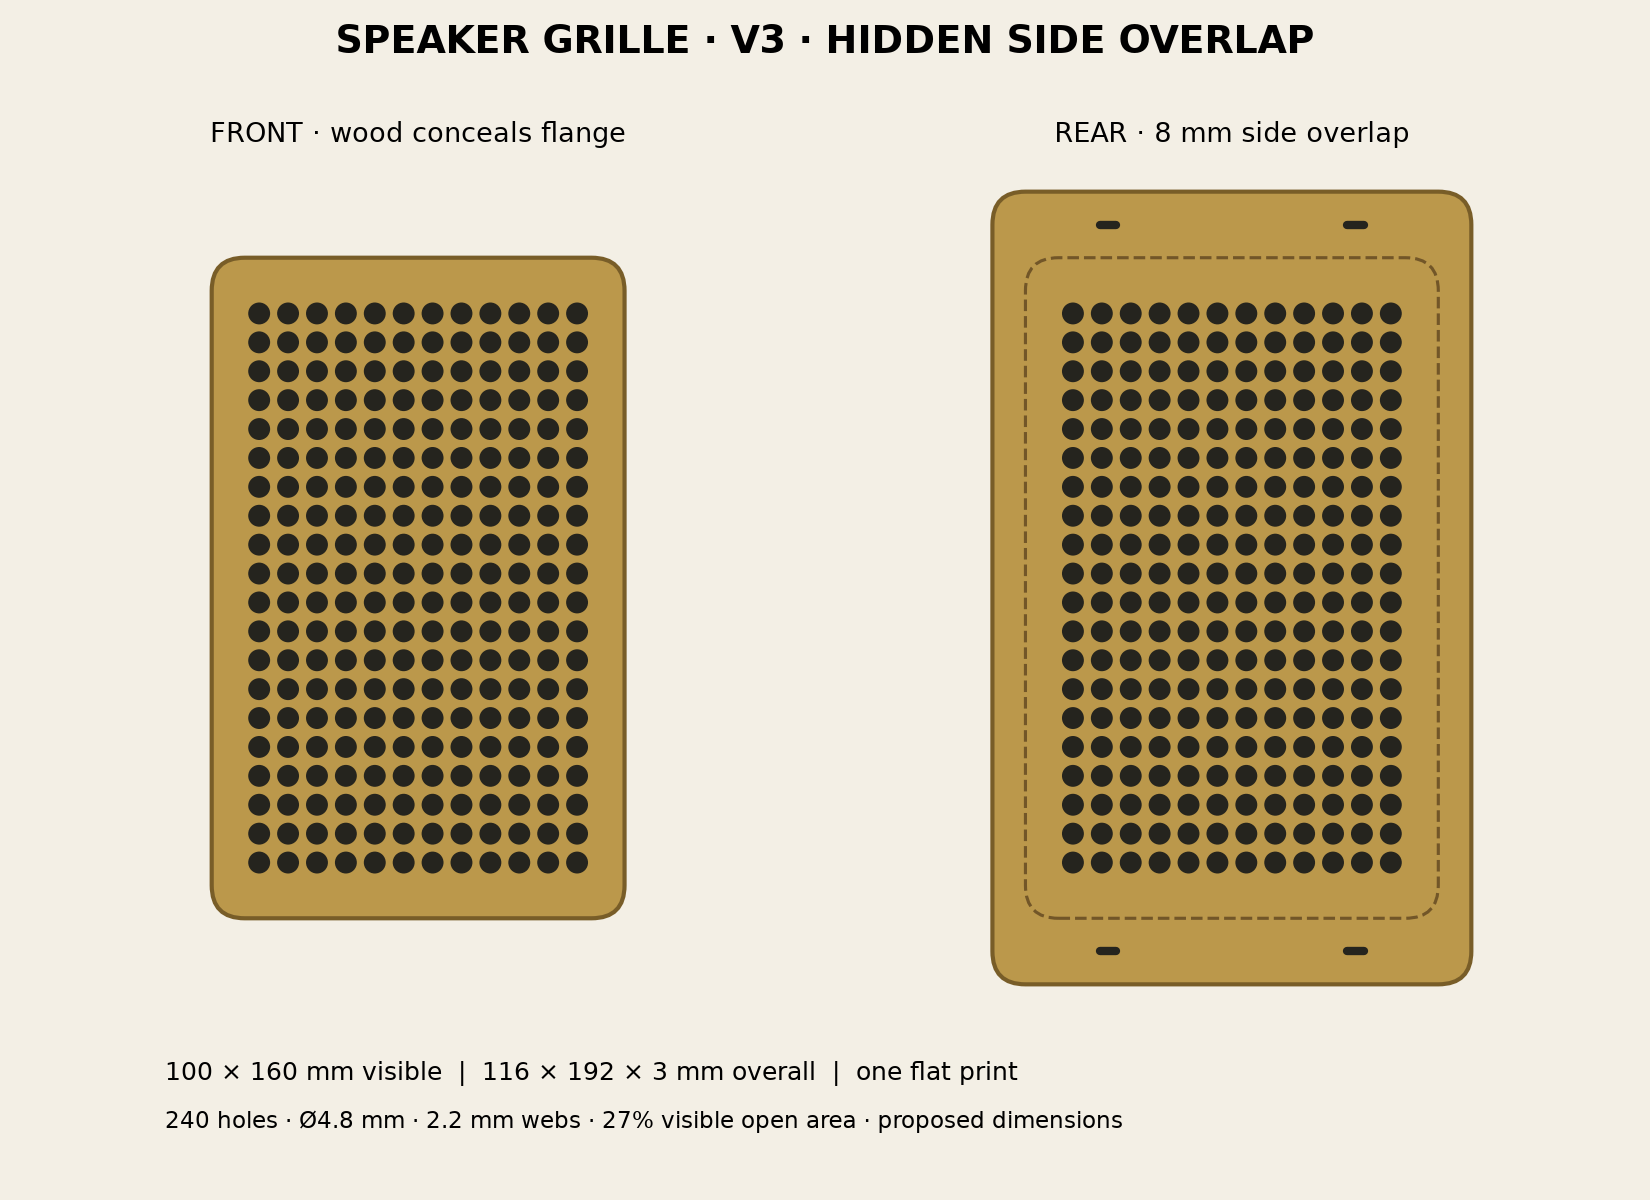 SPEAKER GRILLE · V3 · HIDDEN SIDE OVERLAP
FRONT · wood conceals flange
REAR · 8 mm side overlap
100 × 160 mm visible | 116 × 192 × 3 mm overall | one flat print
240 holes · Ø4.8 mm · 2.2 mm webs · 27% visible open area · proposed dimensions